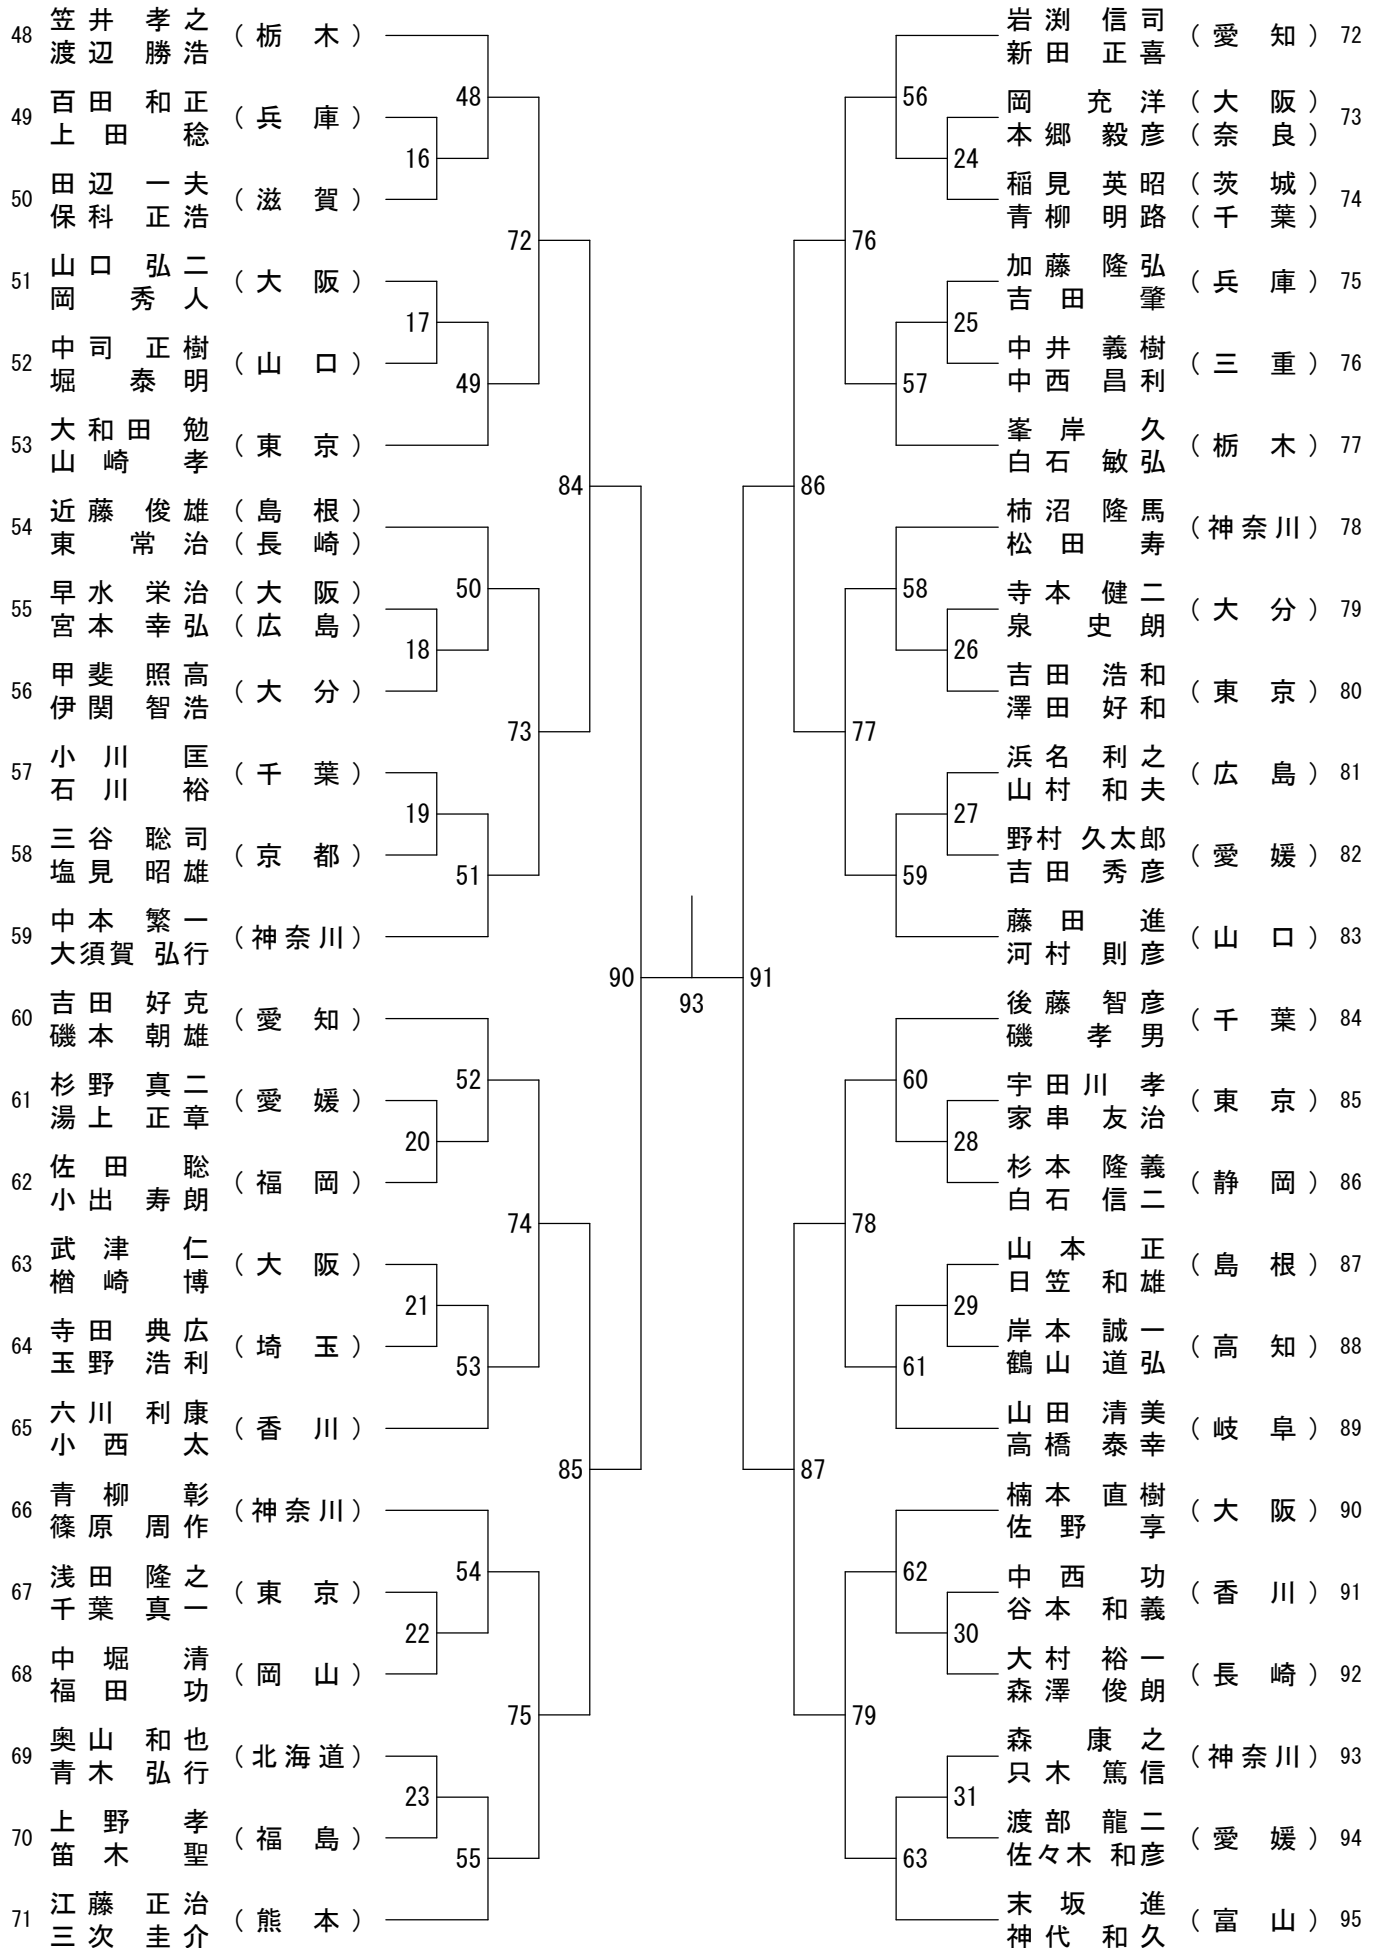 48 笠井 孝之 (栃木)
渡辺 勝浩
49 百田 和正 (兵庫)
上田 稔
50 田辺 一夫 (滋賀)
保科 正浩
51 山口 弘二 (大阪)
岡 秀人
52 中司 正樹 (山口)
堀 泰明
53 大和田 勉 (東京)
山崎 孝
54 近藤 俊雄 (島根)
東 常治 (長崎)
55 早水 栄治 (大阪)
宮本 幸弘 (広島)
56 甲斐 照高 (大分)
伊関 智浩
57 小川 匡 (千葉)
石川 裕
58 三谷 聡司 (京都)
塩見 昭雄
59 中本 繁一 (神奈川)
大須賀 弘行
60 吉田 好克 (愛知)
磯本 朝雄
61 杉野 真二 (愛媛)
湯上 正章
62 佐田 聡 (福岡)
小出 寿朗
63 武津 仁 (大阪)
楢崎 博
64 寺田 典広 (埼玉)
玉野 浩利
65 六川 利康 (香川)
小西 太
66 青柳 彰 (神奈川)
篠原 周作
67 浅田 隆之 (東京)
千葉 真一
68 中堀 清 (岡山)
福田 功
69 奥山 和也 (北海道)
青木 弘行
70 上野 孝 (福島)
笛木 聖
71 江藤 正治 (熊本)
三次 圭介
48
16
72
17
49
84
50
18
73
19
51
90
52
20
74
21
53
85
54
22
75
23
55
93
91
56
24
76
25
57
86
58
26
77
27
59
60
28
78
29
61
87
62
30
79
31
63
岩渕 信司 (愛知) 72
新田 正喜
岡 充洋 (大阪) 73
本郷 毅彦 (奈良)
稲見 英昭 (茨城) 74
青柳 明路 (千葉)
加藤 隆弘 (兵庫) 75
吉田 肇
中井 義樹 (三重) 76
中西 昌利
峯岸 久 (栃木) 77
白石 敏弘
柿沼 隆馬 (神奈川) 78
松田 寿
寺本 健二 (大分) 79
泉 史朗
吉田 浩和 (東京) 80
澤田 好和
浜名 利之 (広島) 81
山村 和夫
野村 久太郎 (愛媛) 82
吉田 秀彦
藤田 進 (山口) 83
河村 則彦
後藤 智彦 (千葉) 84
磯 孝男
宇田川 孝 (東京) 85
家串 友治
杉本 隆義 (静岡) 86
白石 信二
山本 正 (島根) 87
日笠 和雄
岸本 誠一 (高知) 88
鶴山 道弘
山田 清美 (岐阜) 89
高橋 泰幸
楠本 直樹 (大阪) 90
佐野 享
中西 功 (香川) 91
谷本 和義
大村 裕一 (長崎) 92
森澤 俊朗
森 康之 (神奈川) 93
只木 篤信
渡部 龍二 (愛媛) 94
佐々木 和彦
末坂 進 (富山) 95
神代 和久